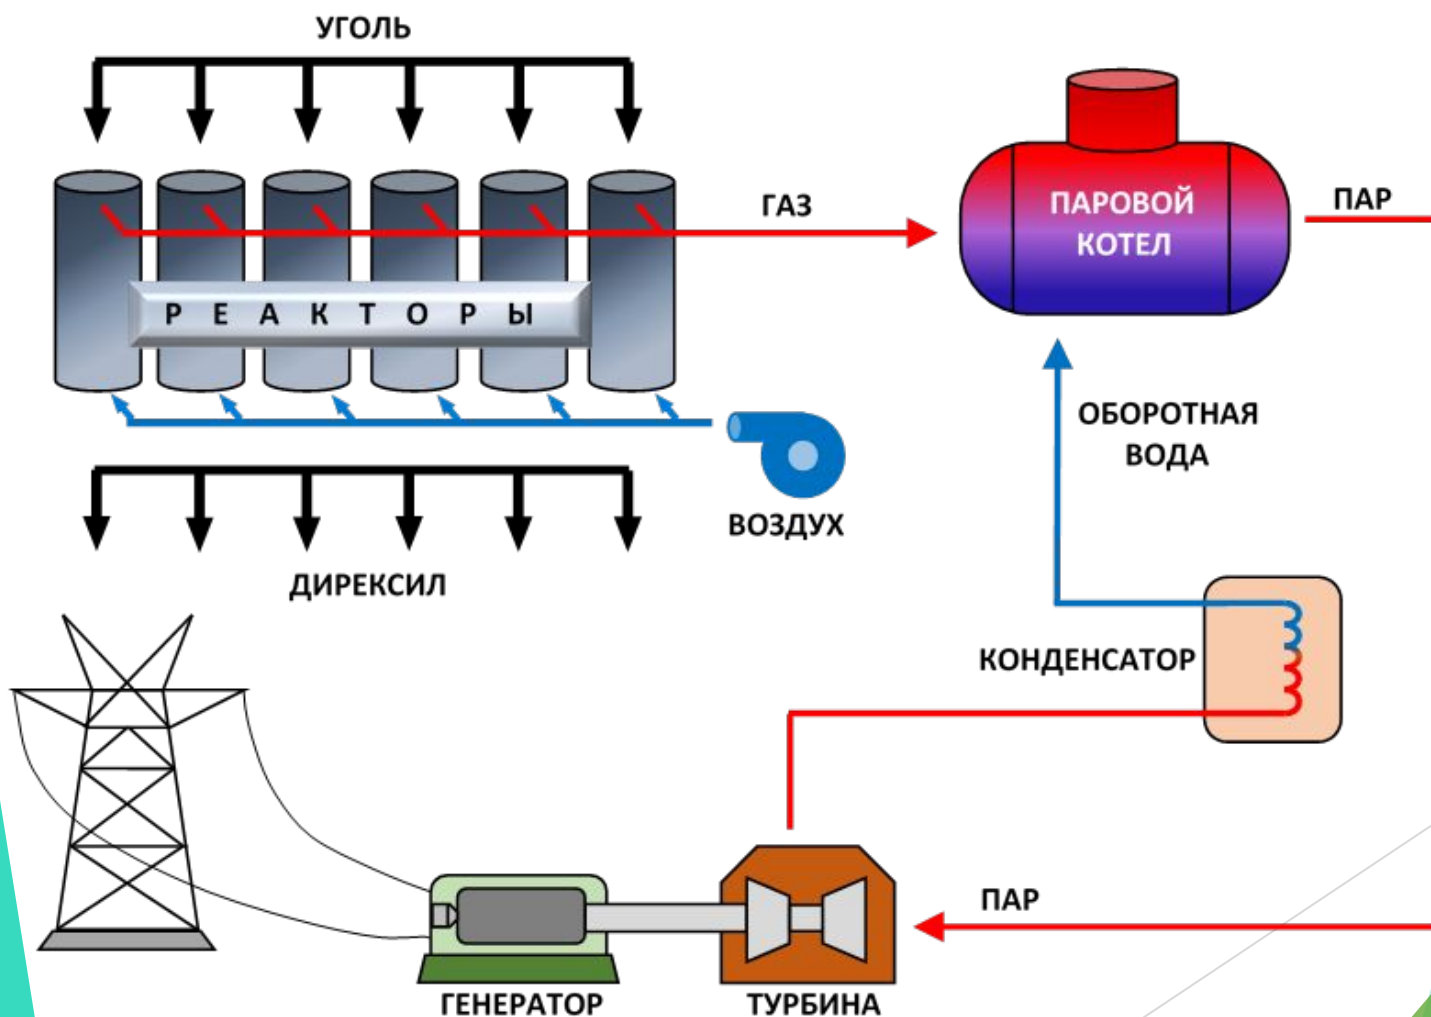 УГОЛЬ
ГАЗ
ПАРОВОЙ
КОТЕЛ
ПАР
Р Е А К Т О Р Ы
ОБОРОТНАЯ
ВОДА
ВОЗДУХ
ДИРЕКСИЛ
КОНДЕНСАТОР
ПАР
ГЕНЕРАТОР
ТУРБИНА